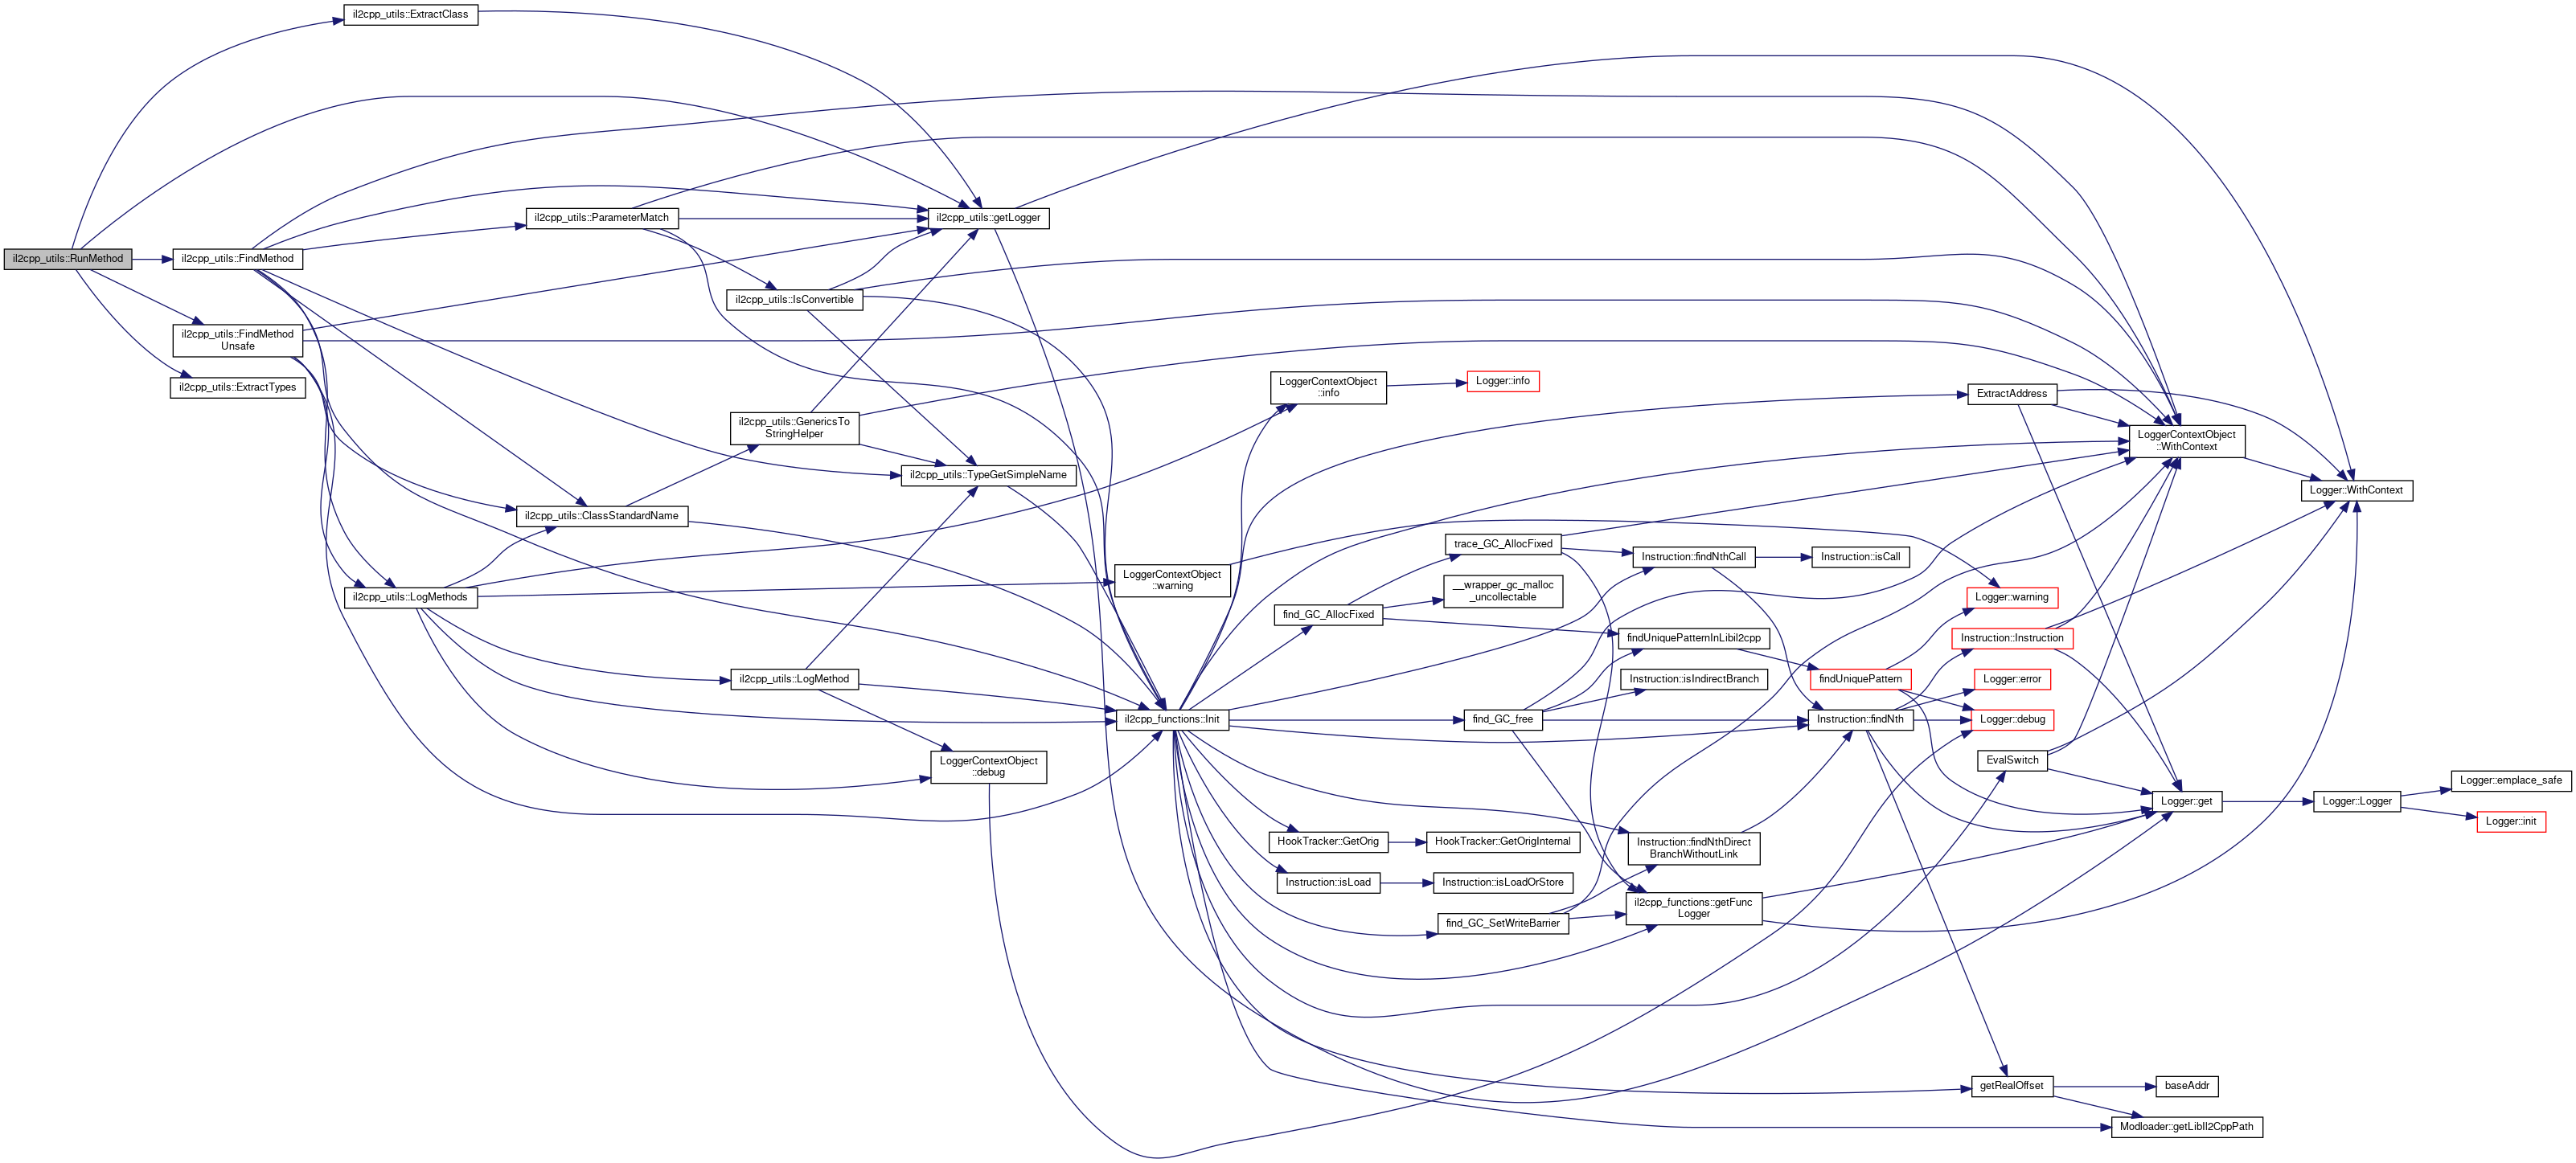 il2cpp_utils::RunMethod
il2cpp_utils::ExtractClass
il2cpp_utils::FindMethod
il2cpp_utils::FindMethod
Unsafe
il2cpp_utils::ExtractTypes
il2cpp_utils::LogMethods
il2cpp_utils::ParameterMatch
il2cpp_utils::ClassStandardName
il2cpp_utils::IsConvertible
il2cpp_utils::GenericsTo
StringHelper
il2cpp_utils::LogMethod
il2cpp_utils::getLogger
il2cpp_utils::TypeGetSimpleName
LoggerContextObject
::debug
LoggerContextObject
::warning
il2cpp_functions::Init
LoggerContextObject
::info
find_GC_AllocFixed
HookTracker::GetOrig
Instruction::isLoad
Logger::info
trace_GC_AllocFixed
__wrapper_gc_malloc
_uncollectable
find_GC_free
HookTracker::GetOrigInternal
Instruction::isLoadOrStore
find_GC_SetWriteBarrier
Instruction::findNthCall
findUniquePatternInLibil2cpp
Instruction::isIndirectBranch
Instruction::findNthDirect
BranchWithoutLink
il2cpp_functions::getFunc
Logger
Instruction::isCall
findUniquePattern
Instruction::findNth
ExtractAddress
Logger::warning
Instruction::Instruction
Logger::error
Logger::debug
EvalSwitch
getRealOffset
LoggerContextObject
::WithContext
Logger::get
baseAddr
Modloader::getLibIl2CppPath
Logger::WithContext
Logger::Logger
Logger::emplace_safe
Logger::init